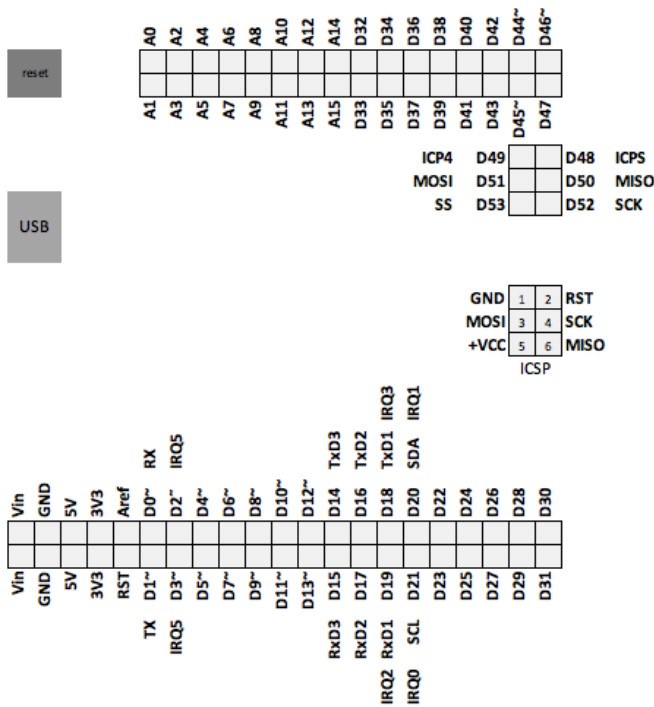 A0 A2 A4 A6 A8 A10 A12 A14 D32 D34 D36 D38 D40 D42 D44~ D46~
reset
A1 A3 A5 A7 A9 A11 A13 A15 D33 D35 D37 D39 D41 D43 D45~ D47
ICP4 D49 D48 ICPS
MOSI D51 D50 MISO
SS D53 D52 SCK
USB
GND 1 2 RST
MOSI 3 4 SCK
+VCC 5 6 MISO
ICSP
IRQ3 IRQ1
RX IRQ5 TxD3 TxD2 TxD1 SDA
Vin GND 5V 3V3 Aref D0~ D2~ D4~ D6~ D8~ D10~ D12~ D14 D16 D18 D20 D22 D24 D26 D28 D30
Vin GND 5V 3V3 RST D1~ D3~ D5~ D7~ D9~ D11~ D13~ D15 D17 D19 D21 D23 D25 D27 D29 D31
TX IRQ5 RxD3 RxD2 RxD1 SCL
IRQ2 IRQ0